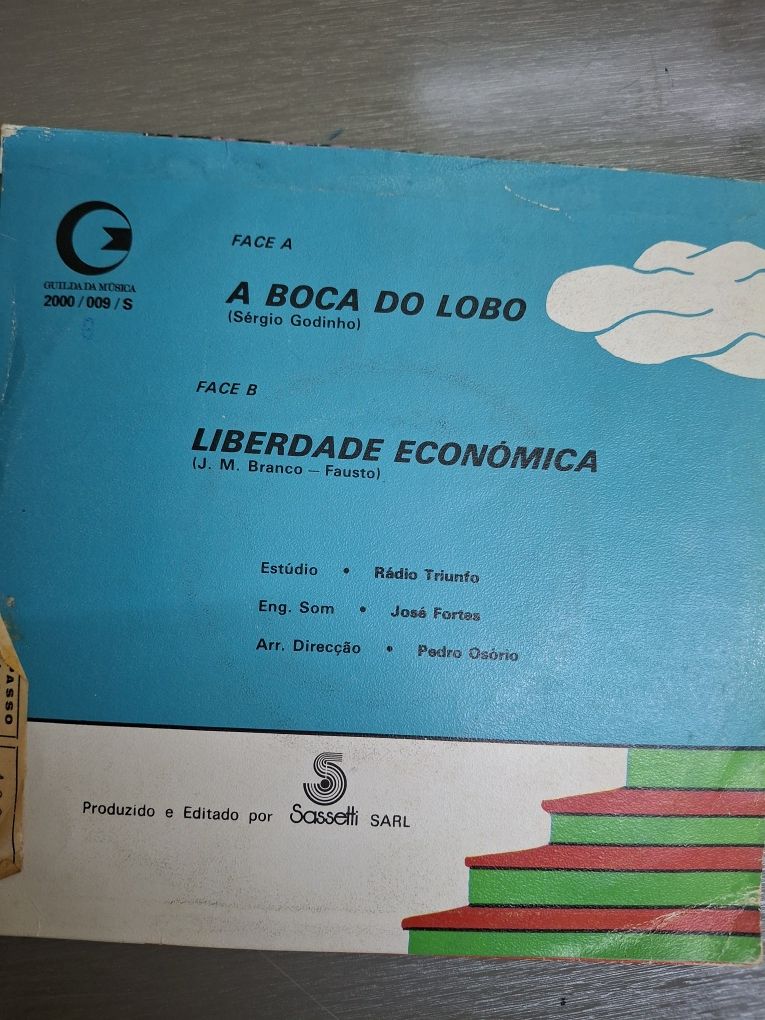 GUILDA DA MÚSICA
2000/009/S
FACE A
A BOCA DO LOBO
(Sérgio Godinho)
FACE B
LIBERDADE ECONÓMICA
(J. M. Branco — Fausto)
Estúdio • Rádio Triunfo
Eng. Som • José Fortes
Arr. Direcção • Pedro Osório
ASSO
Produzido e Editado por Sassetti SARL